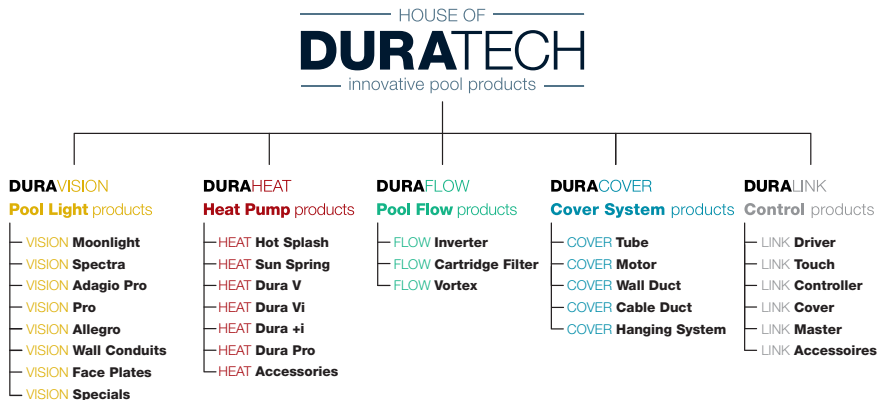 HOUSE OF
DURATECH
innovative pool products
DURAVISION
Pool Light products
VISION Moonlight
VISION Spectra
VISION Adagio Pro
VISION Pro
VISION Allegro
VISION Wall Conduits
VISION Face Plates
VISION Specials
DURAHEAT
Heat Pump products
HEAT Hot Splash
HEAT Sun Spring
HEAT Dura V
HEAT Dura Vi
HEAT Dura +i
HEAT Dura Pro
HEAT Accessories
DURAFLOW
Pool Flow products
FLOW Inverter
FLOW Cartridge Filter
FLOW Vortex
DURACOVER
Cover System products
COVER Tube
COVER Motor
COVER Wall Duct
COVER Cable Duct
COVER Hanging System
DURALINK
Control products
LINK Driver
LINK Touch
LINK Controller
LINK Cover
LINK Master
LINK Accessoires